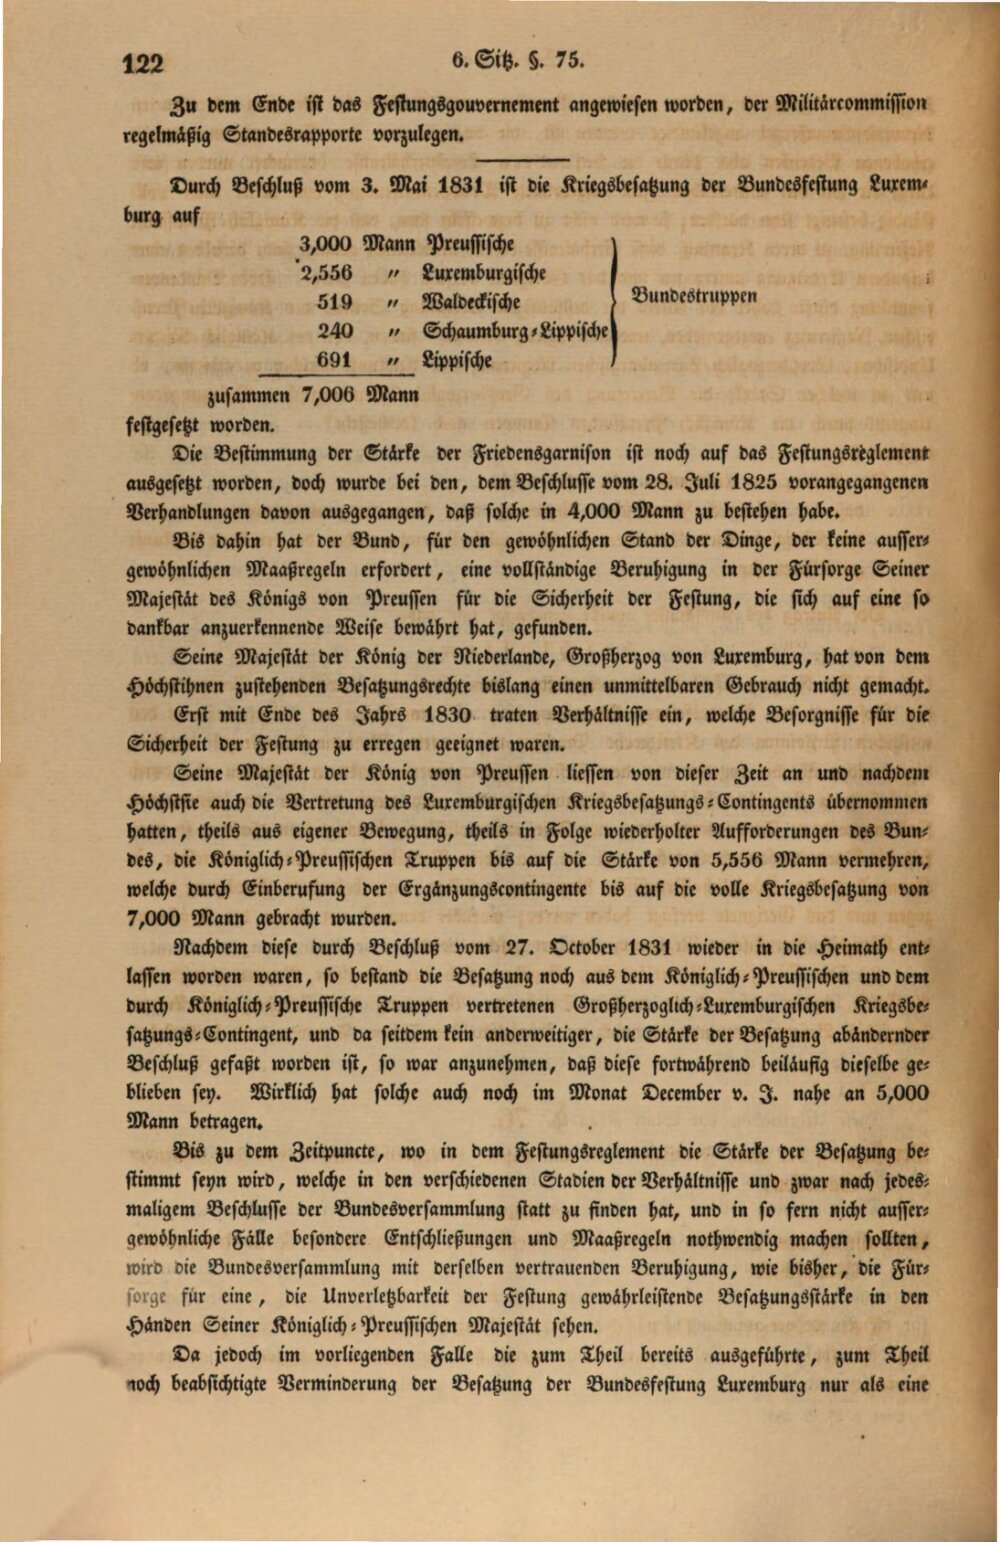 122
6. Sitz. §. 75.
Zu dem Ende ist das Festungsgouvernement angewiesen worden, der Militärcommission
regelmäßig Standesrapporte vorzulegen.
Durch Beschluß vom 3. Mai 1831 ist die Kriegsbesatzung der Bundesfestung Luxem-
burg auf
3,000 Mann Preussische
2,556 „ Luxemburgische
519 „ Waldeckische
240 „ Schaumburg-Lippische
691 „ Lippische
Bundestruppen
zusammen 7,006 Mann
festgesetzt worden.
Die Bestimmung der Stärke der Friedensgarnison ist noch auf das Festungsreglement
ausgesetzt worden, doch wurde bei den, dem Beschlusse vom 28. Juli 1825 vorangegangenen
Verhandlungen davon ausgegangen, daß solche in 4,000 Mann zu bestehen habe.
Bis dahin hat der Bund, für den gewöhnlichen Stand der Dinge, der keine ausser-
gewöhnlichen Maaßregeln erfordert, eine vollständige Beruhigung in der Fürsorge Seiner
Majestät des Königs von Preussen für die Sicherheit der Festung, die sich auf eine so
dankbar anzuerkennende Weise bewährt hat, gefunden.
Seine Majestät der König der Niederlande, Großherzog von Luxemburg, hat von dem
Höchstihnen zustehenden Besatzungsrechte bislang einen unmittelbaren Gebrauch nicht gemacht.
Erst mit Ende des Jahrs 1830 traten Verhältnisse ein, welche Besorgnisse für die
Sicherheit der Festung zu erregen geeignet waren.
Seine Majestät der König von Preussen liessen von dieser Zeit an und nachdem
Höchstsie auch die Vertretung des Luxemburgischen Kriegsbesatzungs-Contingents übernommen
hatten, theils aus eigener Bewegung, theils in Folge wiederholter Aufforderungen des Bun-
des, die Königlich-Preussischen Truppen bis auf die Stärke von 5,556 Mann vermehren,
welche durch Einberufung der Ergänzungscontingente bis auf die volle Kriegsbesatzung von
7,000 Mann gebracht wurden.
Nachdem diese durch Beschluß vom 27. October 1831 wieder in die Heimath ent-
lassen worden waren, so bestand die Besatzung noch aus dem Königlich-Preussischen und dem
durch Königlich-Preussische Truppen vertretenen Großherzoglich-Luxemburgischen Kriegsbe-
satzungs-Contingent, und da seitdem kein anderweitiger, die Stärke der Besatzung abändernder
Beschluß gefaßt worden ist, so war anzunehmen, daß diese fortwährend beiläufig dieselbe ge-
blieben sey. Wirklich hat solche auch noch im Monat December v. J. nahe an 5,000
Mann betragen.
Bis zu dem Zeitpuncte, wo in dem Festungsreglement die Stärke der Besatzung be-
stimmt seyn wird, welche in den verschiedenen Stadien der Verhältnisse und zwar nach jedes-
maligem Beschlusse der Bundesversammlung statt zu finden hat, und in so fern nicht ausser-
gewöhnliche Fälle besondere Entschließungen und Maaßregeln nothwendig machen sollten,
wird die Bundesversammlung mit derselben vertrauenden Beruhigung, wie bisher, die Für-
sorge für eine, die Unverletzbarkeit der Festung gewährleistende Besatzungsstärke in den
Händen Seiner Königlich-Preussischen Majestät sehen.
Da jedoch im vorliegenden Falle die zum Theil bereits ausgeführte, zum Theil
noch beabsichtigte Verminderung der Besatzung der Bundesfestung Luxemburg nur als eine